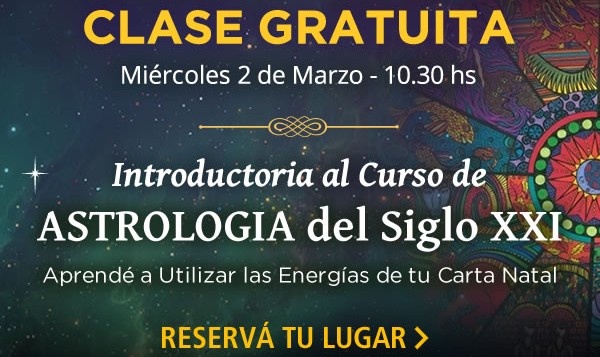 CLASE GRATUITA
Miércoles 2 de Marzo - 10.30 hs
Introductoria al Curso de
ASTROLOGIA del Siglo XXI
Aprendé a Utilizar las Energías de tu Carta Natal
RESERVÁ TU LUGAR >